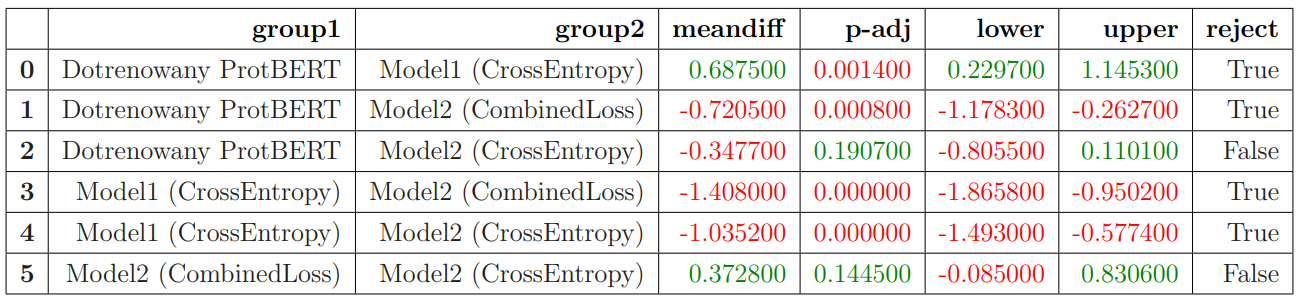 group1 group2 meandiff p-adj lower upper reject
0 Dotrenowany ProtBERT Model1 (CrossEntropy) 0.687500 0.001400 0.229700 1.145300 True
1 Dotrenowany ProtBERT Model2 (CombinedLoss) -0.720500 0.000800 -1.178300 -0.262700 True
2 Dotrenowany ProtBERT Model2 (CrossEntropy) -0.347700 0.190700 -0.805500 0.110100 False
3 Model1 (CrossEntropy) Model2 (CombinedLoss) -1.408000 0.000000 -1.865800 -0.950200 True
4 Model1 (CrossEntropy) Model2 (CrossEntropy) -1.035200 0.000000 -1.493000 -0.577400 True
5 Model2 (CombinedLoss) Model2 (CrossEntropy) 0.372800 0.144500 -0.085000 0.830600 False